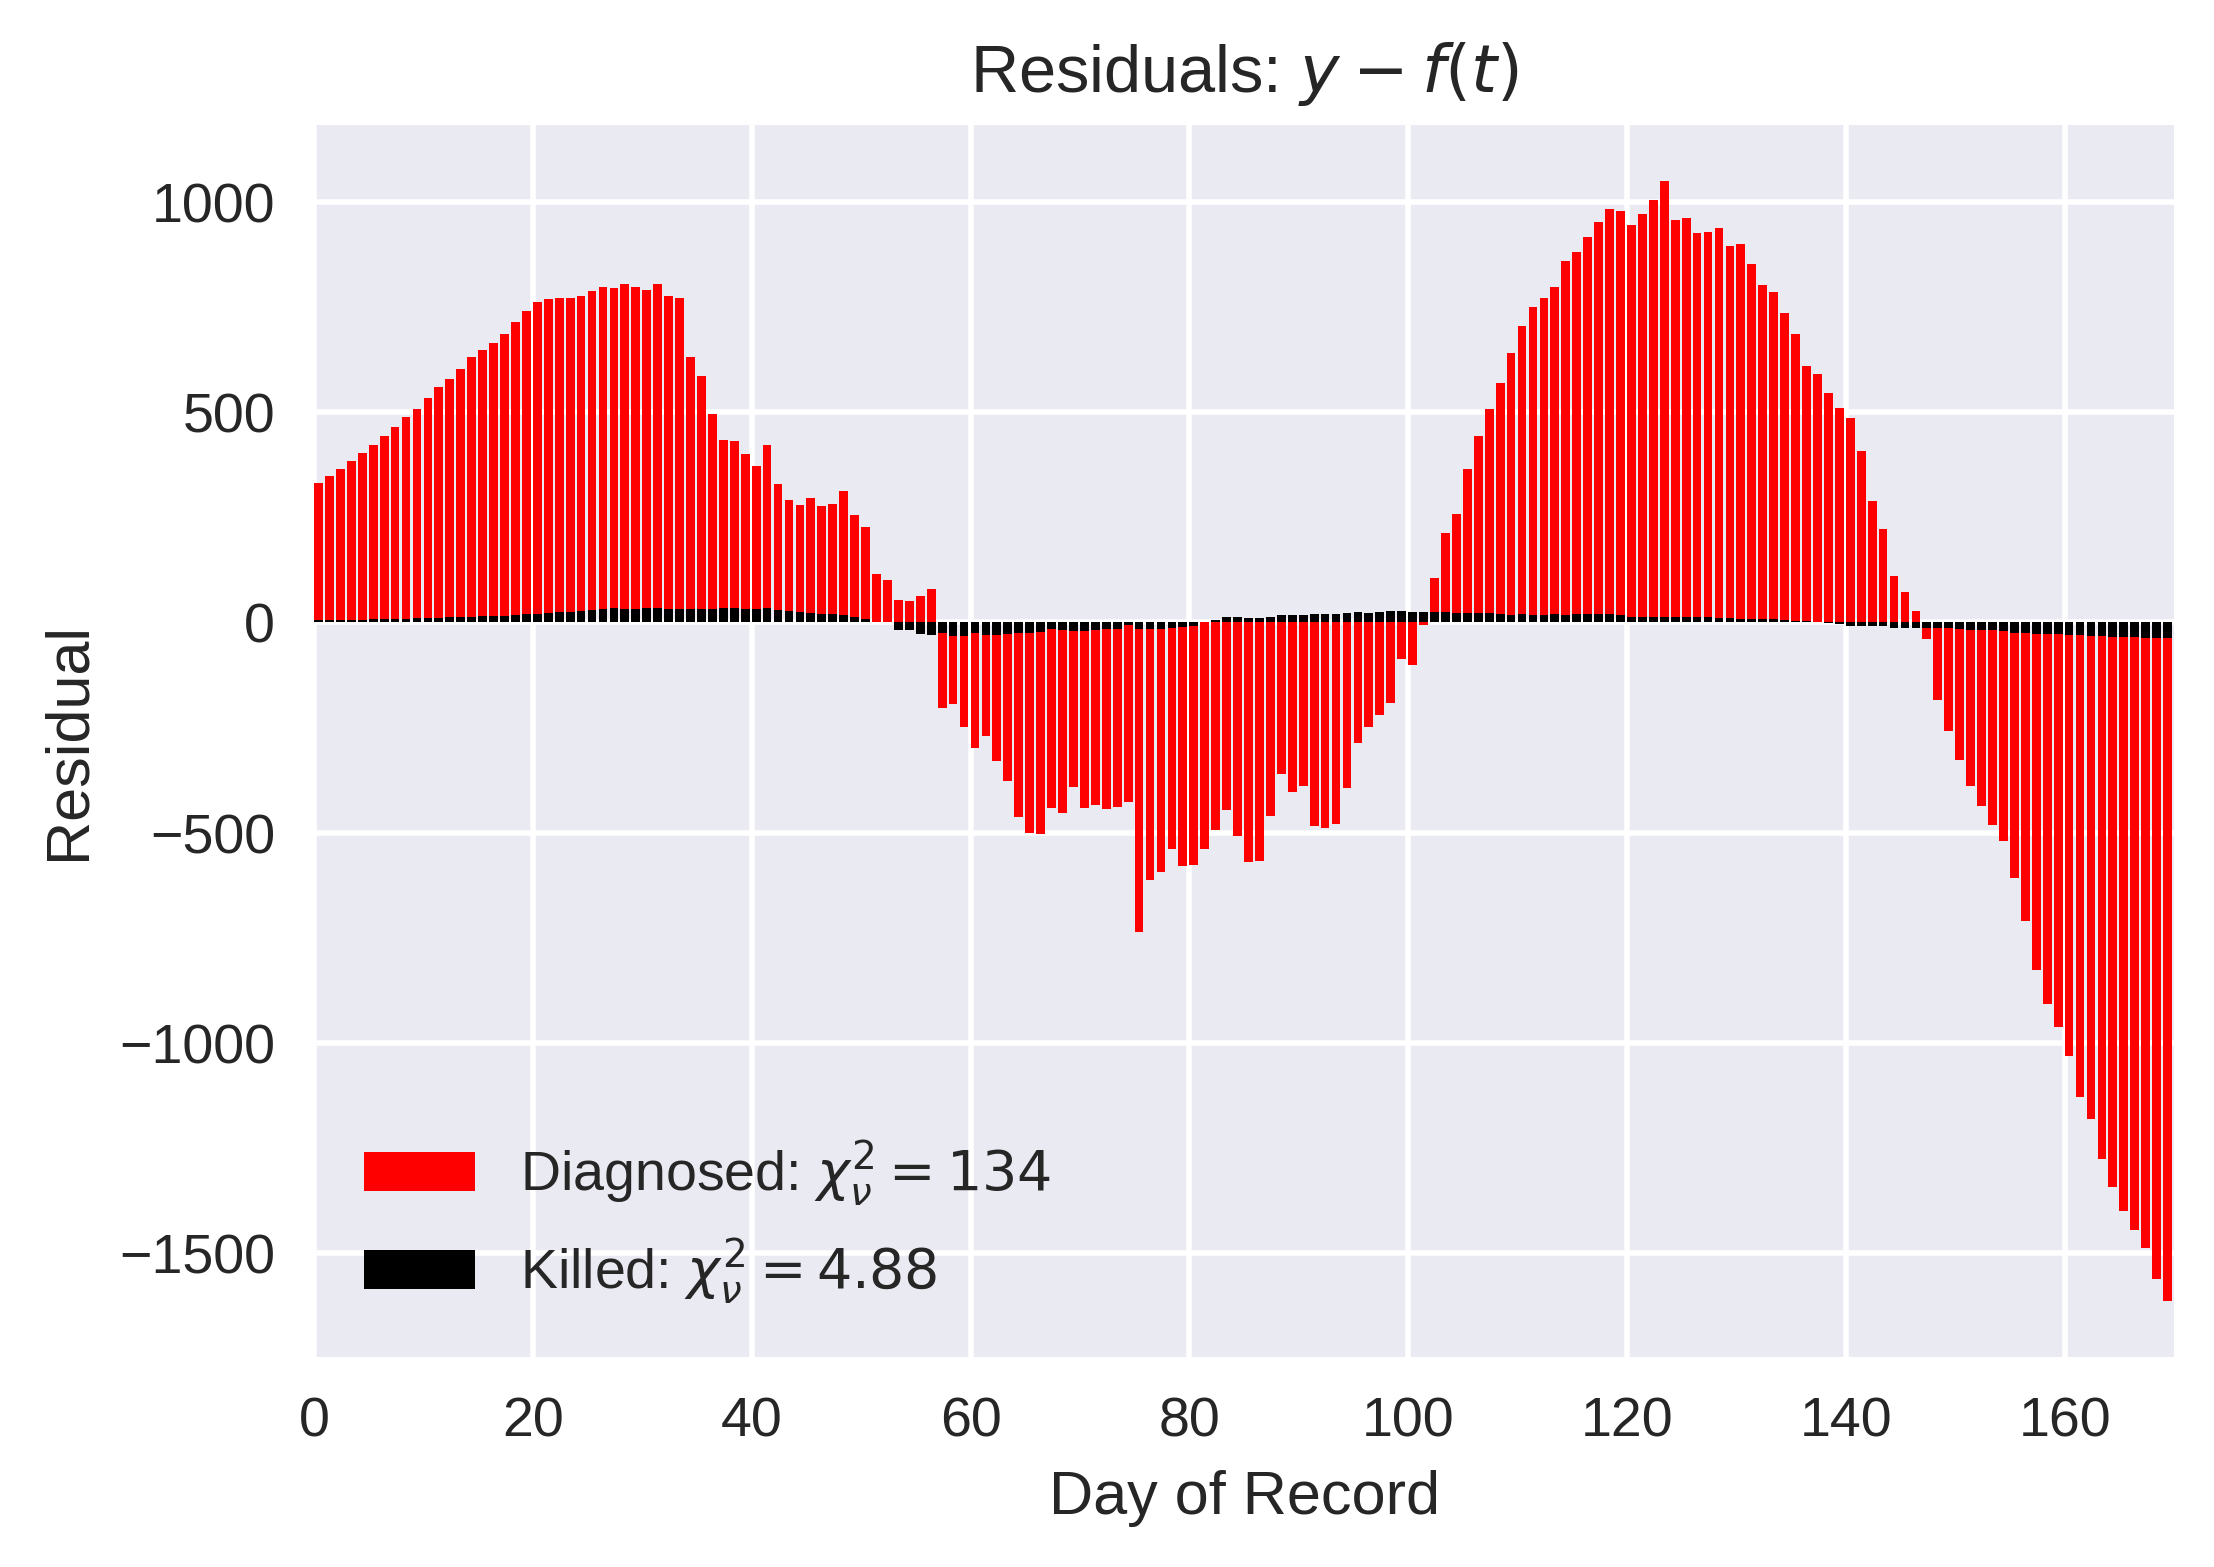 Residuals: y − f(t)
1000
500
0
−500
−1000
−1500
Residual
Diagnosed: χ²ᵥ = 134
Killed: χ²ᵥ = 4.88
0 20 40 60 80 100 120 140 160
Day of Record